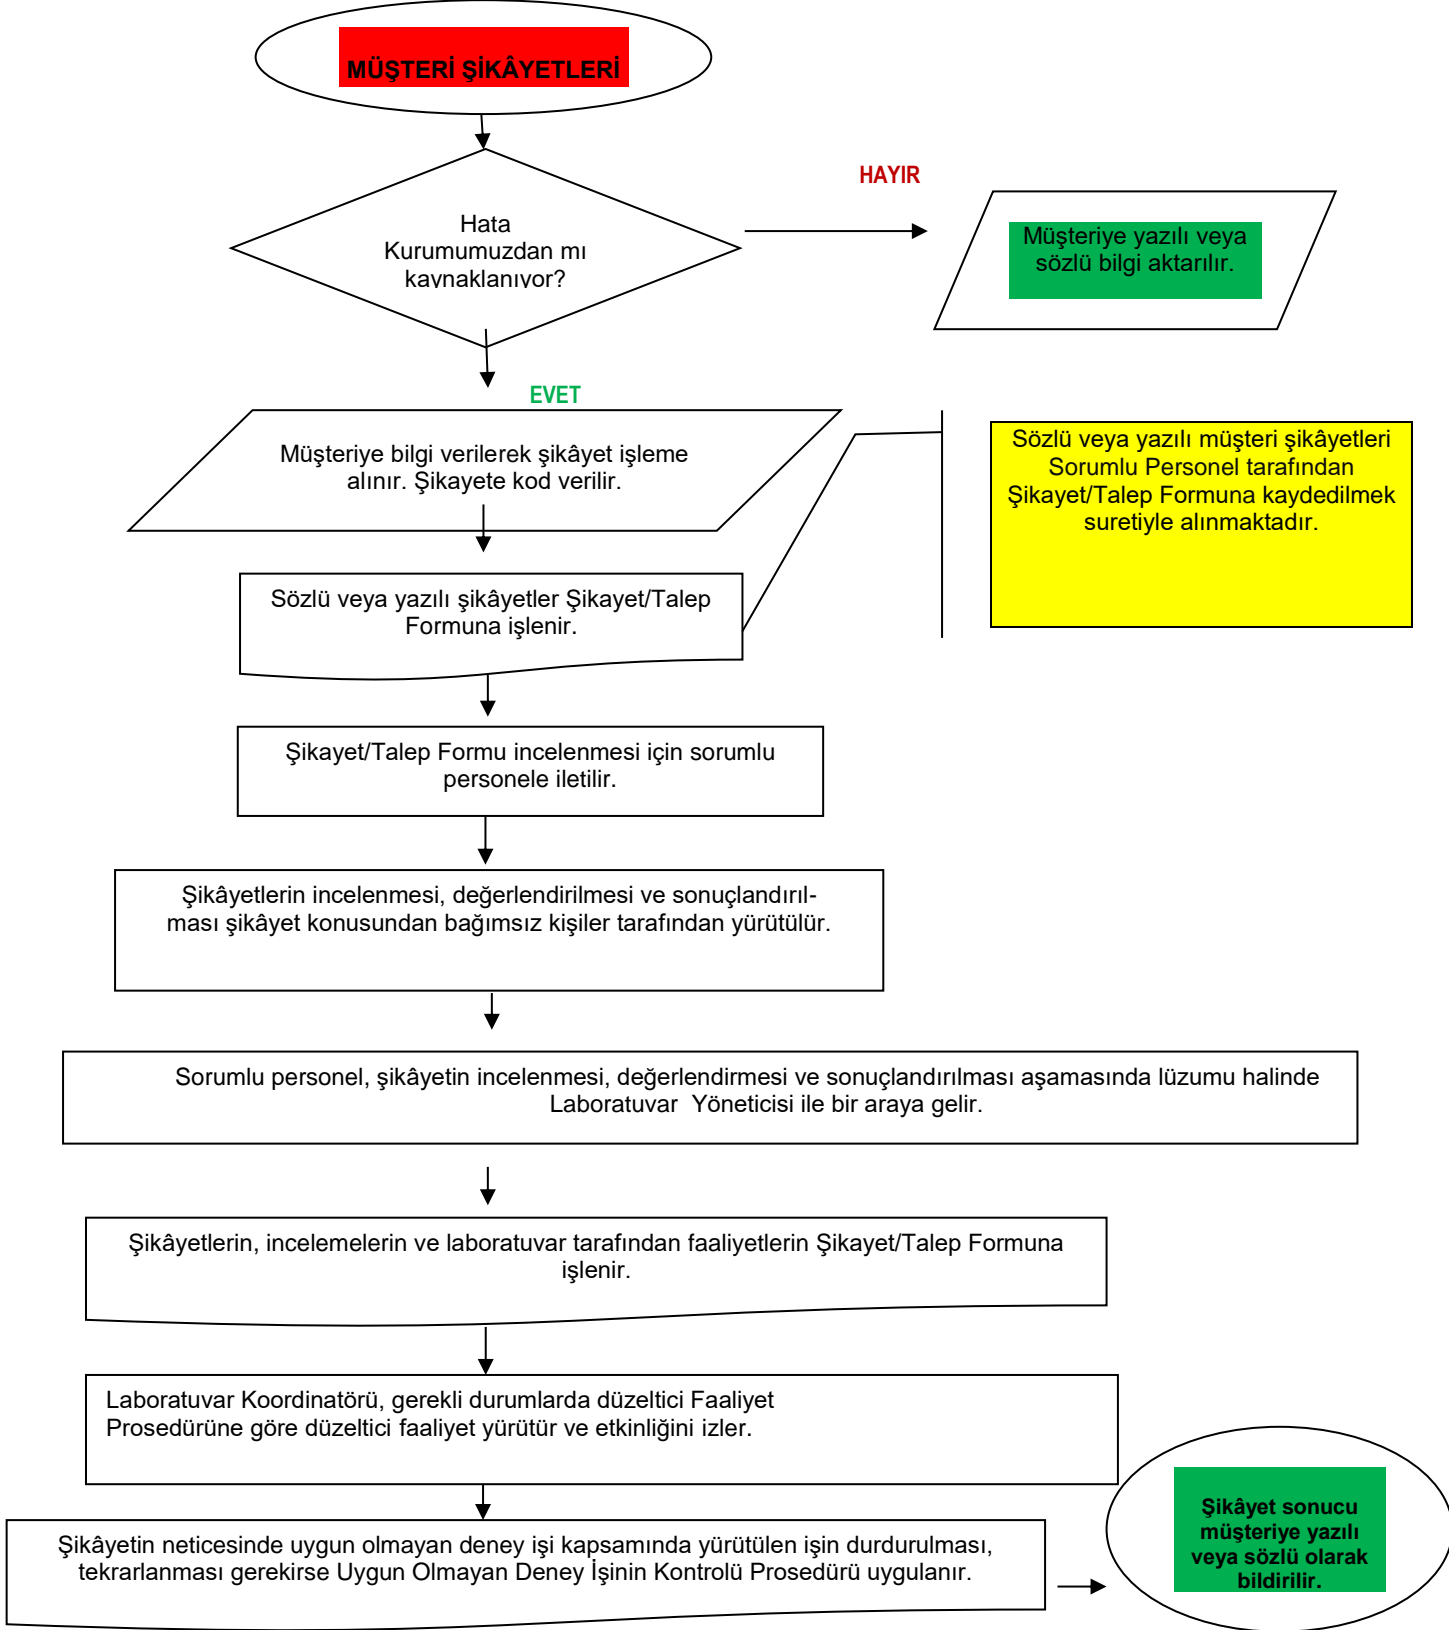 MÜŞTERİ ŞİKÂYETLERİ
Hata
Kurumumuzdan mı
kaynaklanıyor?
HAYIR
Müşteriye yazılı veya
sözlü bilgi aktarılır.
EVET
Müşteriye bilgi verilerek şikâyet işleme
alınır. Şikayete kod verilir.
Sözlü veya yazılı müşteri şikâyetleri
Sorumlu Personel tarafından
Şikayet/Talep Formuna kaydedilmek
suretiyle alınmaktadır.
Sözlü veya yazılı şikâyetler Şikayet/Talep
Formuna işlenir.
Şikayet/Talep Formu incelenmesi için sorumlu
personele iletilir.
Şikâyetlerin incelenmesi, değerlendirilmesi ve sonuçlandırıl-
ması şikâyet konusundan bağımsız kişiler tarafından yürütülür.
Sorumlu personel, şikâyetin incelenmesi, değerlendirmesi ve sonuçlandırılması aşamasında lüzumu halinde
Laboratuvar Yöneticisi ile bir araya gelir.
Şikâyetlerin, incelemelerin ve laboratuvar tarafından faaliyetlerin Şikayet/Talep Formuna
işlenir.
Laboratuvar Koordinatörü, gerekli durumlarda düzeltici Faaliyet
Prosedürüne göre düzeltici faaliyet yürütür ve etkinliğini izler.
Şikâyetin neticesinde uygun olmayan deney işi kapsamında yürütülen işin durdurulması,
tekrarlanması gerekirse Uygun Olmayan Deney İşinin Kontrolü Prosedürü uygulanır.
Şikâyet sonucu
müşteriye yazılı
veya sözlü olarak
bildirilir.